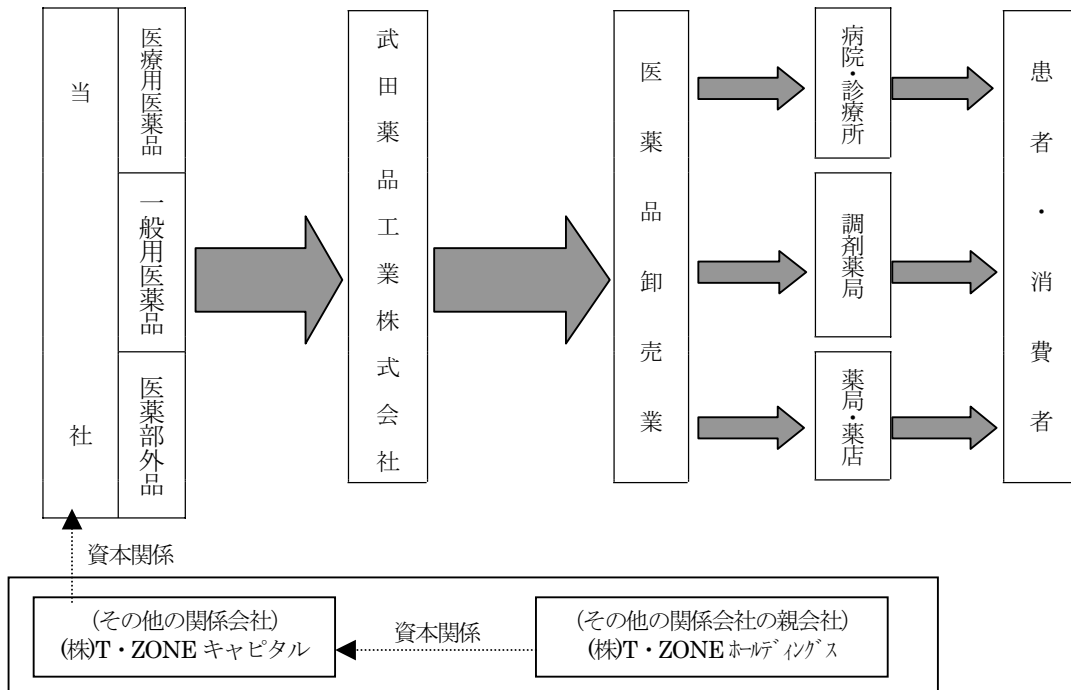 当社
医療用医薬品
一般用医薬品
医薬部外品
武田薬品工業株式会社
医薬品卸売業
病院・診療所
調剤薬局
薬局・薬店
患者・消費者
資本関係
(その他の関係会社)
(株)T・ZONE キャピタル
資本関係
(その他の関係会社の親会社)
(株)T・ZONE ﾎｰﾙﾃﾞｨﾝｸﾞｽ